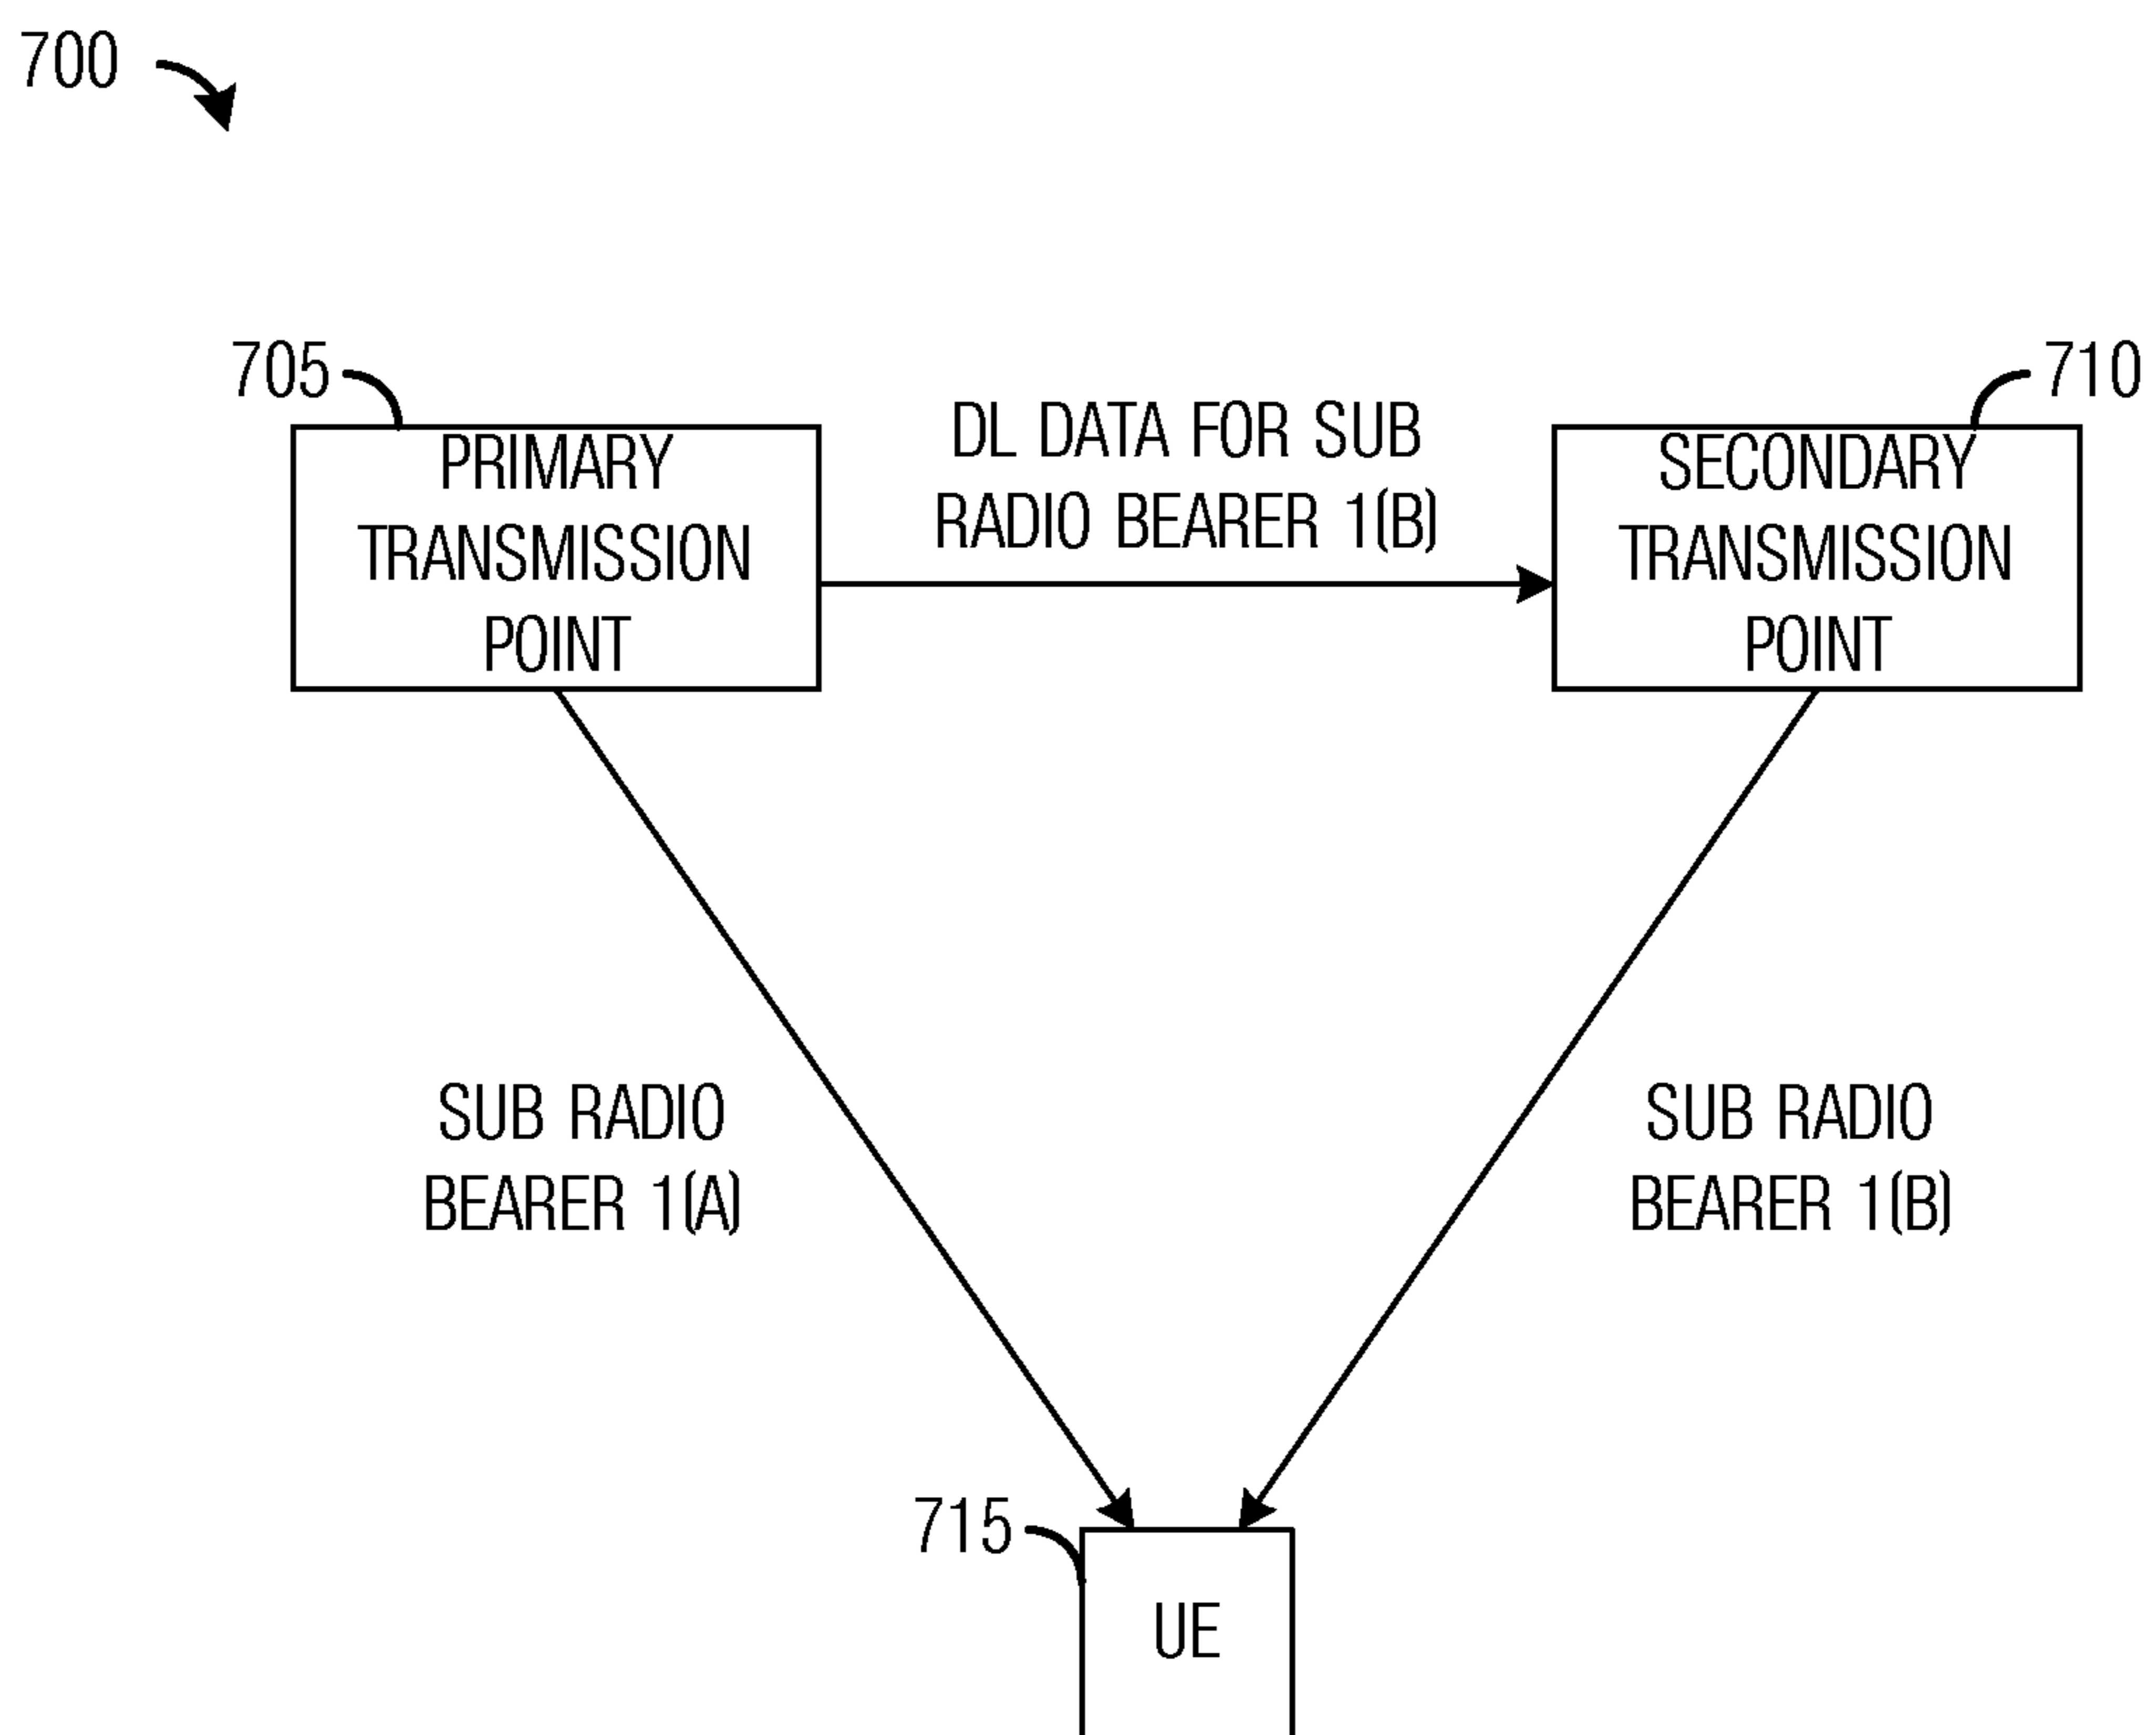 700
705
710
DL DATA FOR SUB
RADIO BEARER 1(B)
PRIMARY
TRANSMISSION
POINT
SECONDARY
TRANSMISSION
POINT
SUB RADIO
BEARER 1(A)
SUB RADIO
BEARER 1(B)
715
UE